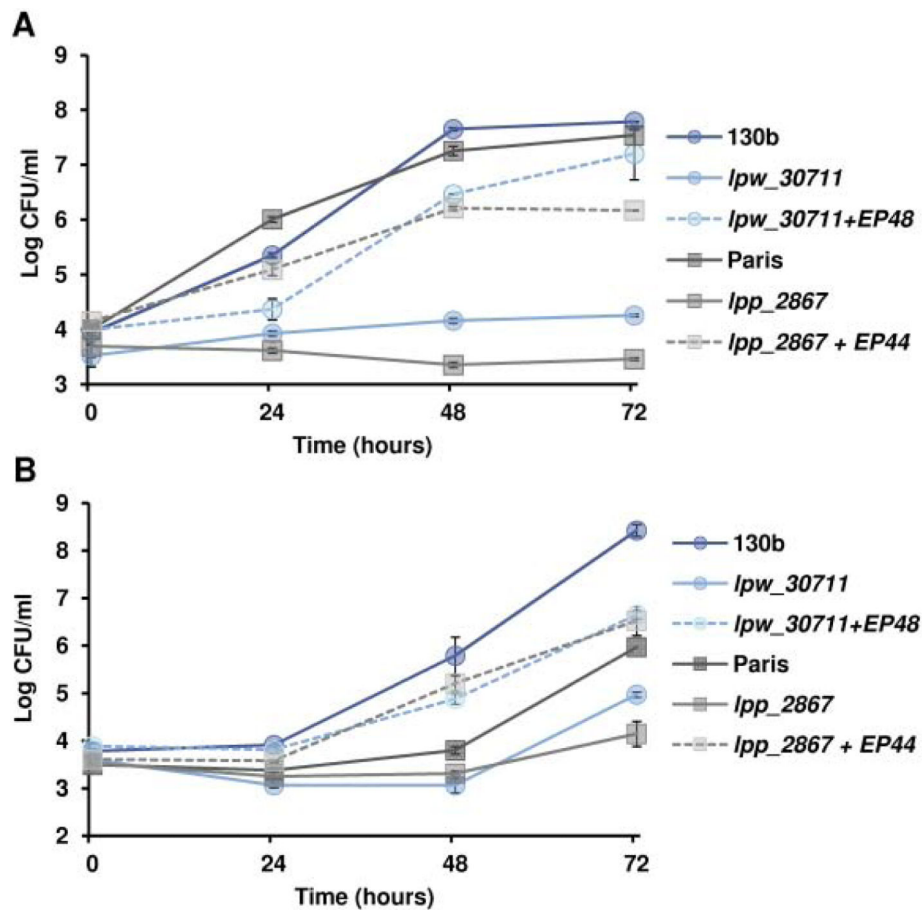 A
9
8
7
6
5
4
3
Log CFU/ml
0 24 48 72
Time (hours)
130b
lpw_30711
lpw_30711+EP48
Paris
lpp_2867
lpp_2867 + EP44
B
9
8
7
6
5
4
3
2
Log CFU/ml
0 24 48 72
Time (hours)
130b
lpw_30711
lpw_30711+EP48
Paris
lpp_2867
lpp_2867 + EP44